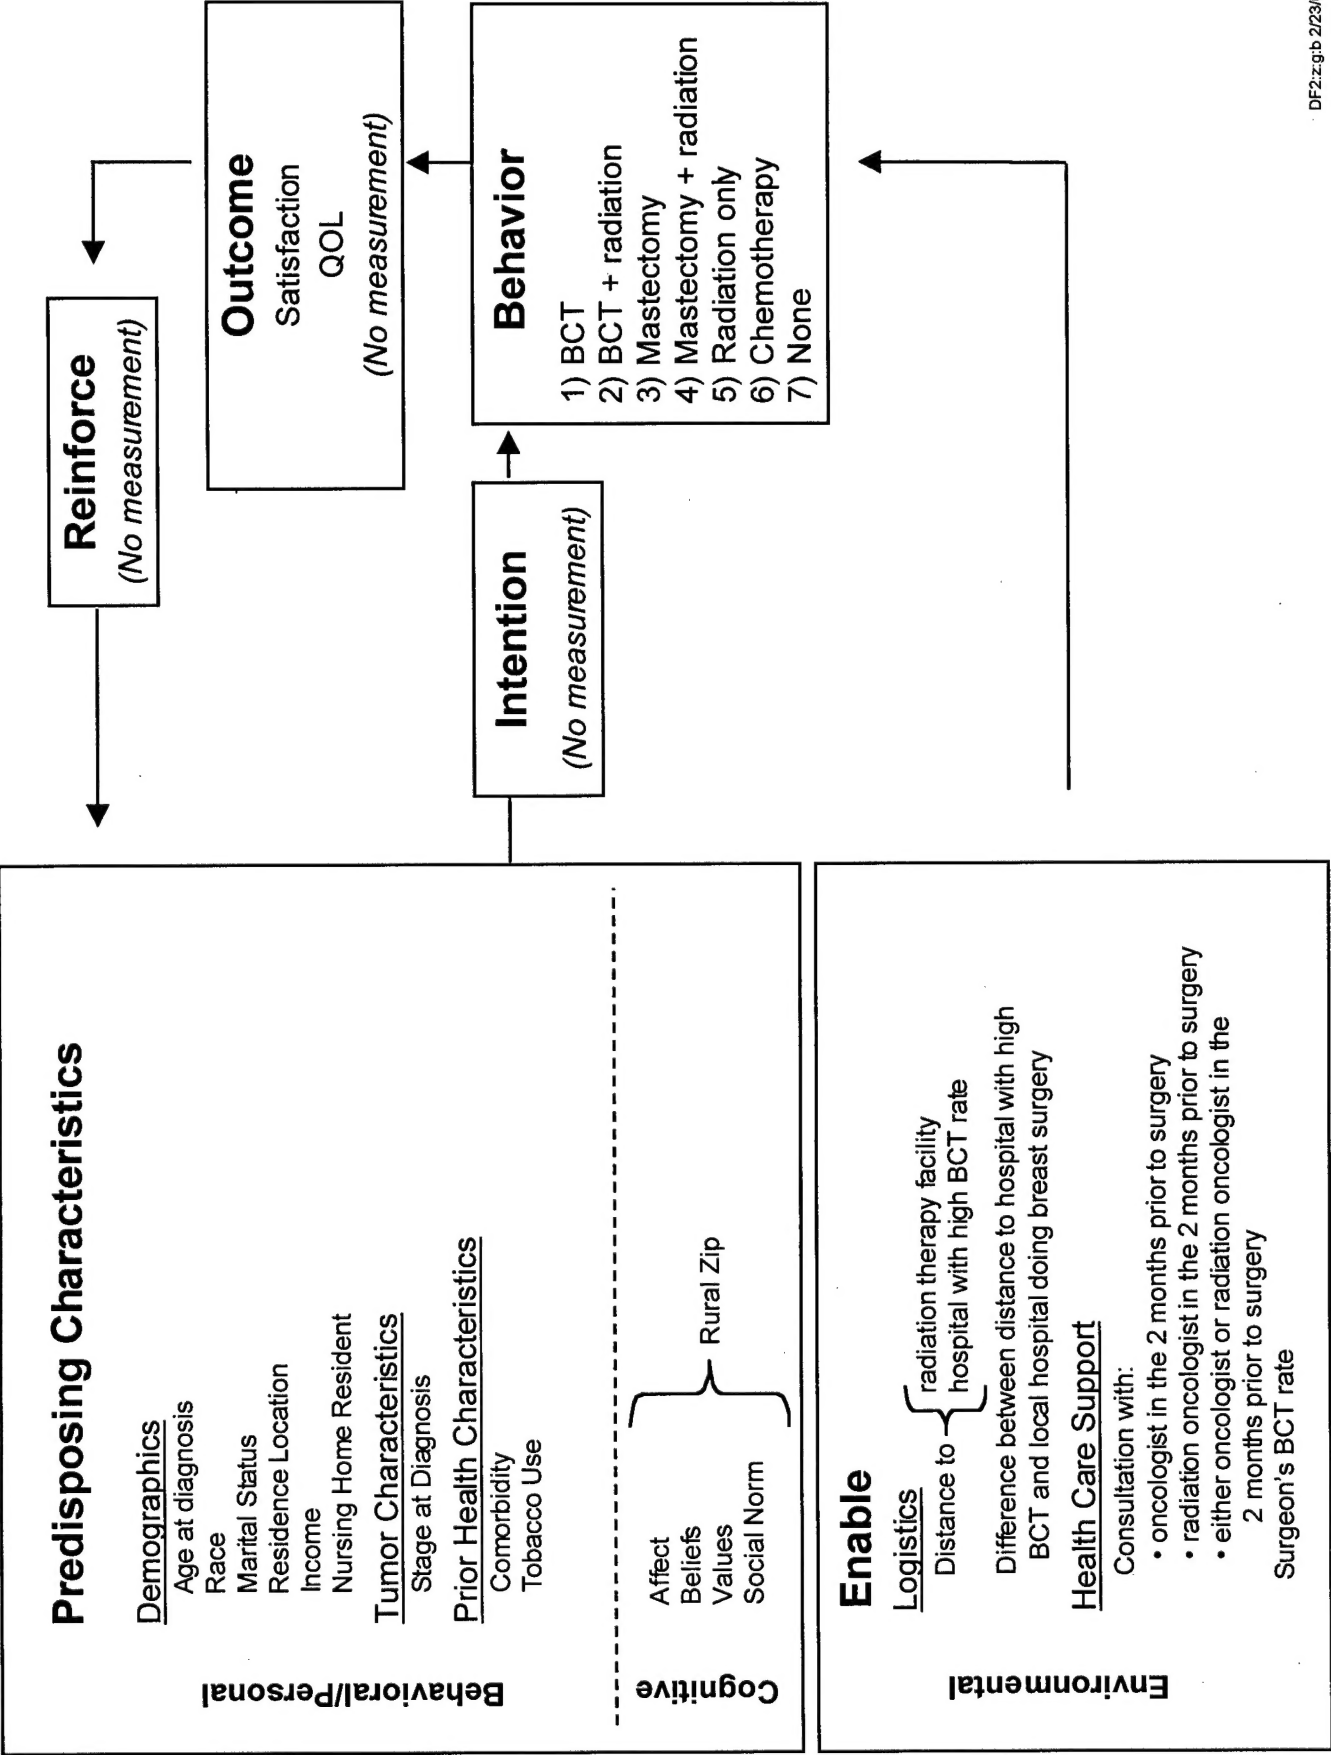 Predisposing Characteristics
Behavioral/Personal
Demographics
Age at diagnosis
Race
Marital Status
Residence Location
Income
Nursing Home Resident
Tumor Characteristics
Stage at Diagnosis
Prior Health Characteristics
Comorbidity
Tobacco Use
Cognitive
Affect
Beliefs
Values
Social Norm
Rural Zip
Environmental
Enable
Logistics
Distance to
radiation therapy facility
hospital with high BCT rate
Difference between distance to hospital with high
BCT and local hospital doing breast surgery
Health Care Support
Consultation with:
• oncologist in the 2 months prior to surgery
• radiation oncologist in the 2 months prior to surgery
• either oncologist or radiation oncologist in the
2 months prior to surgery
Surgeon's BCT rate
Reinforce
(No measurement)
Intention
(No measurement)
Outcome
Satisfaction
QOL
(No measurement)
Behavior
1) BCT
2) BCT + radiation
3) Mastectomy
4) Mastectomy + radiation
5) Radiation only
6) Chemotherapy
7) None
DF2:z:g:b 2/23/